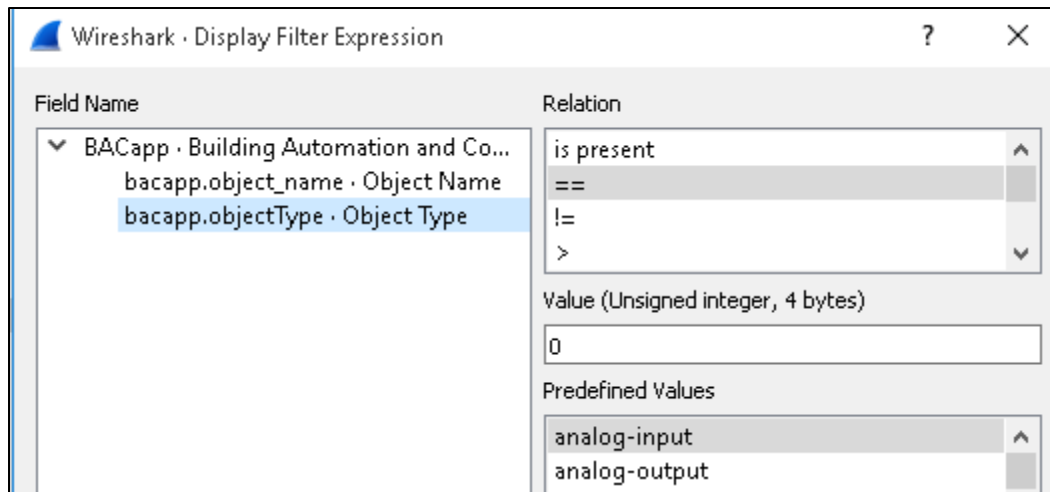 Wireshark · Display Filter Expression
?
Field Name
BACapp · Building Automation and Co...
bacapp.object_name · Object Name
bacapp.objectType · Object Type
Relation
is present
==
!=
>
Value (Unsigned integer, 4 bytes)
0
Predefined Values
analog-input
analog-output